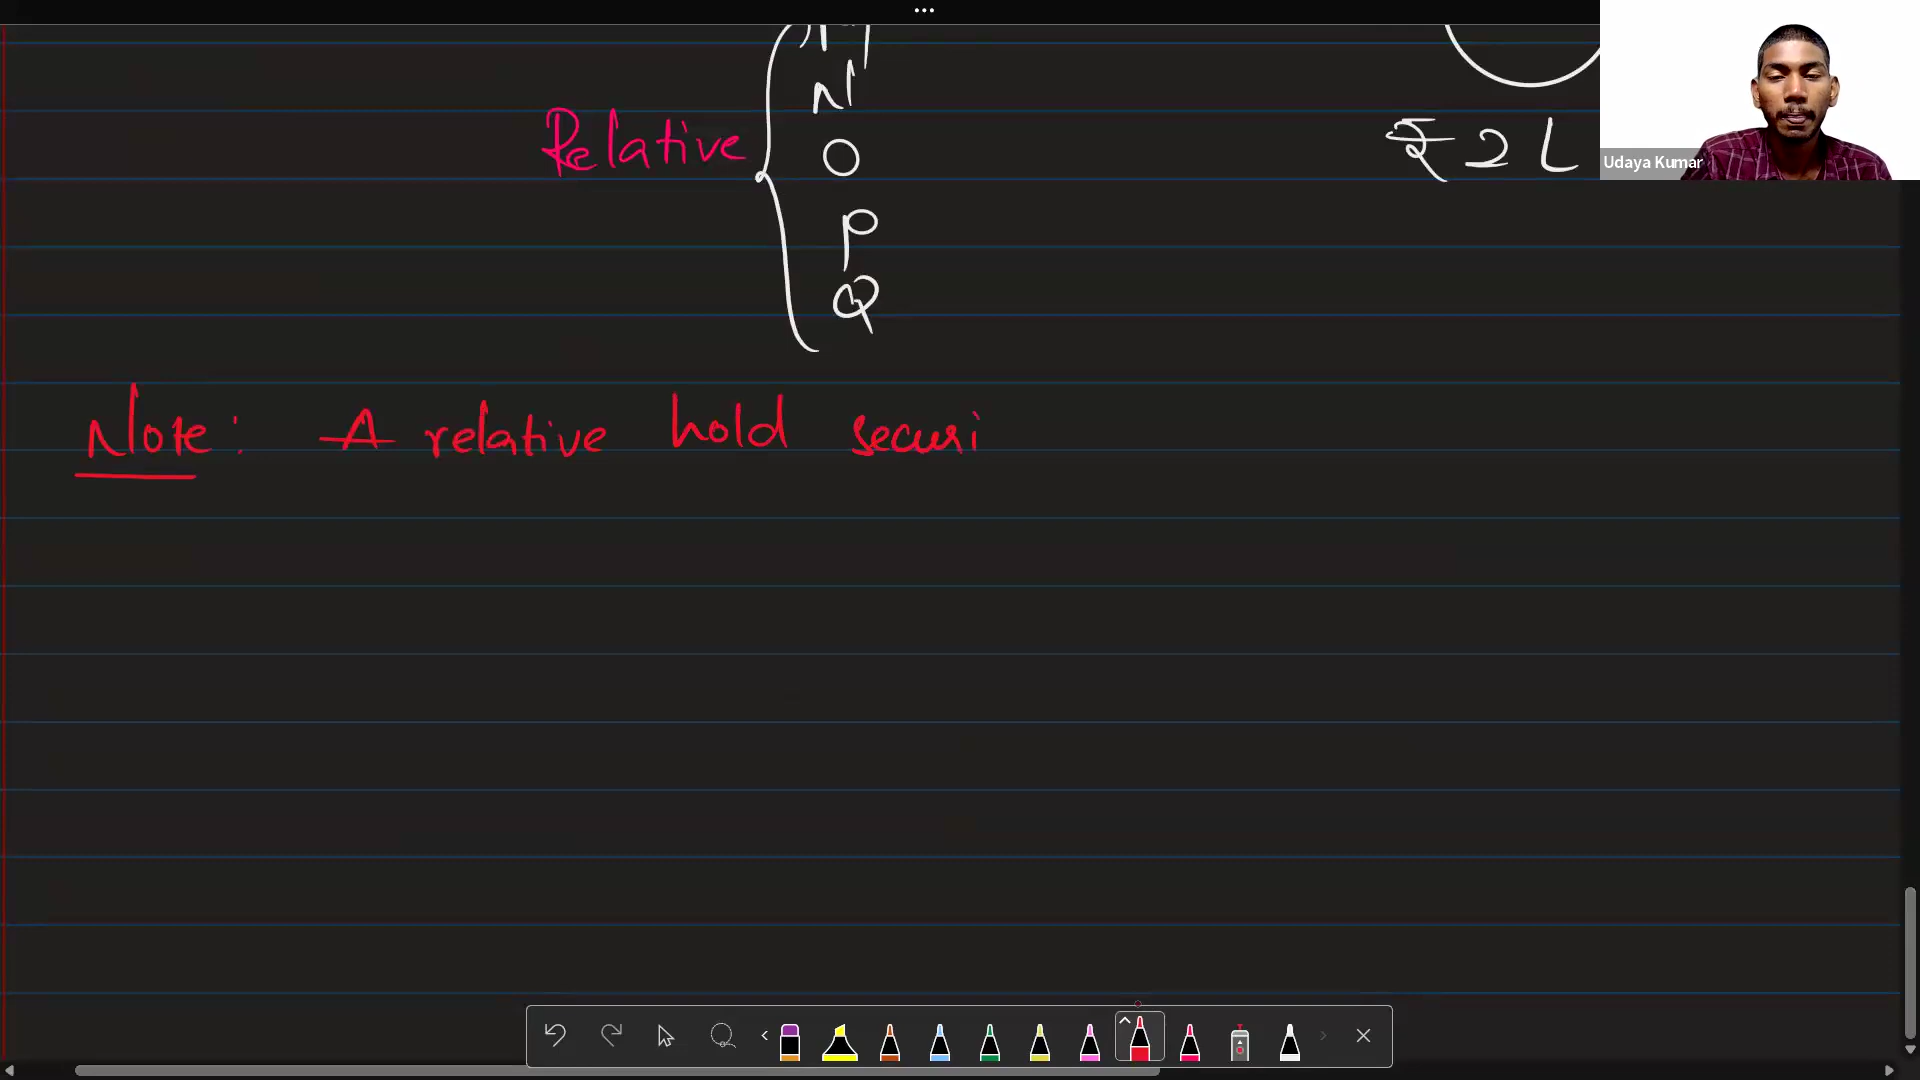 N
Relative
O
₹ 2 L
Udaya Kumar
P
Q
Note: A relative hold securi